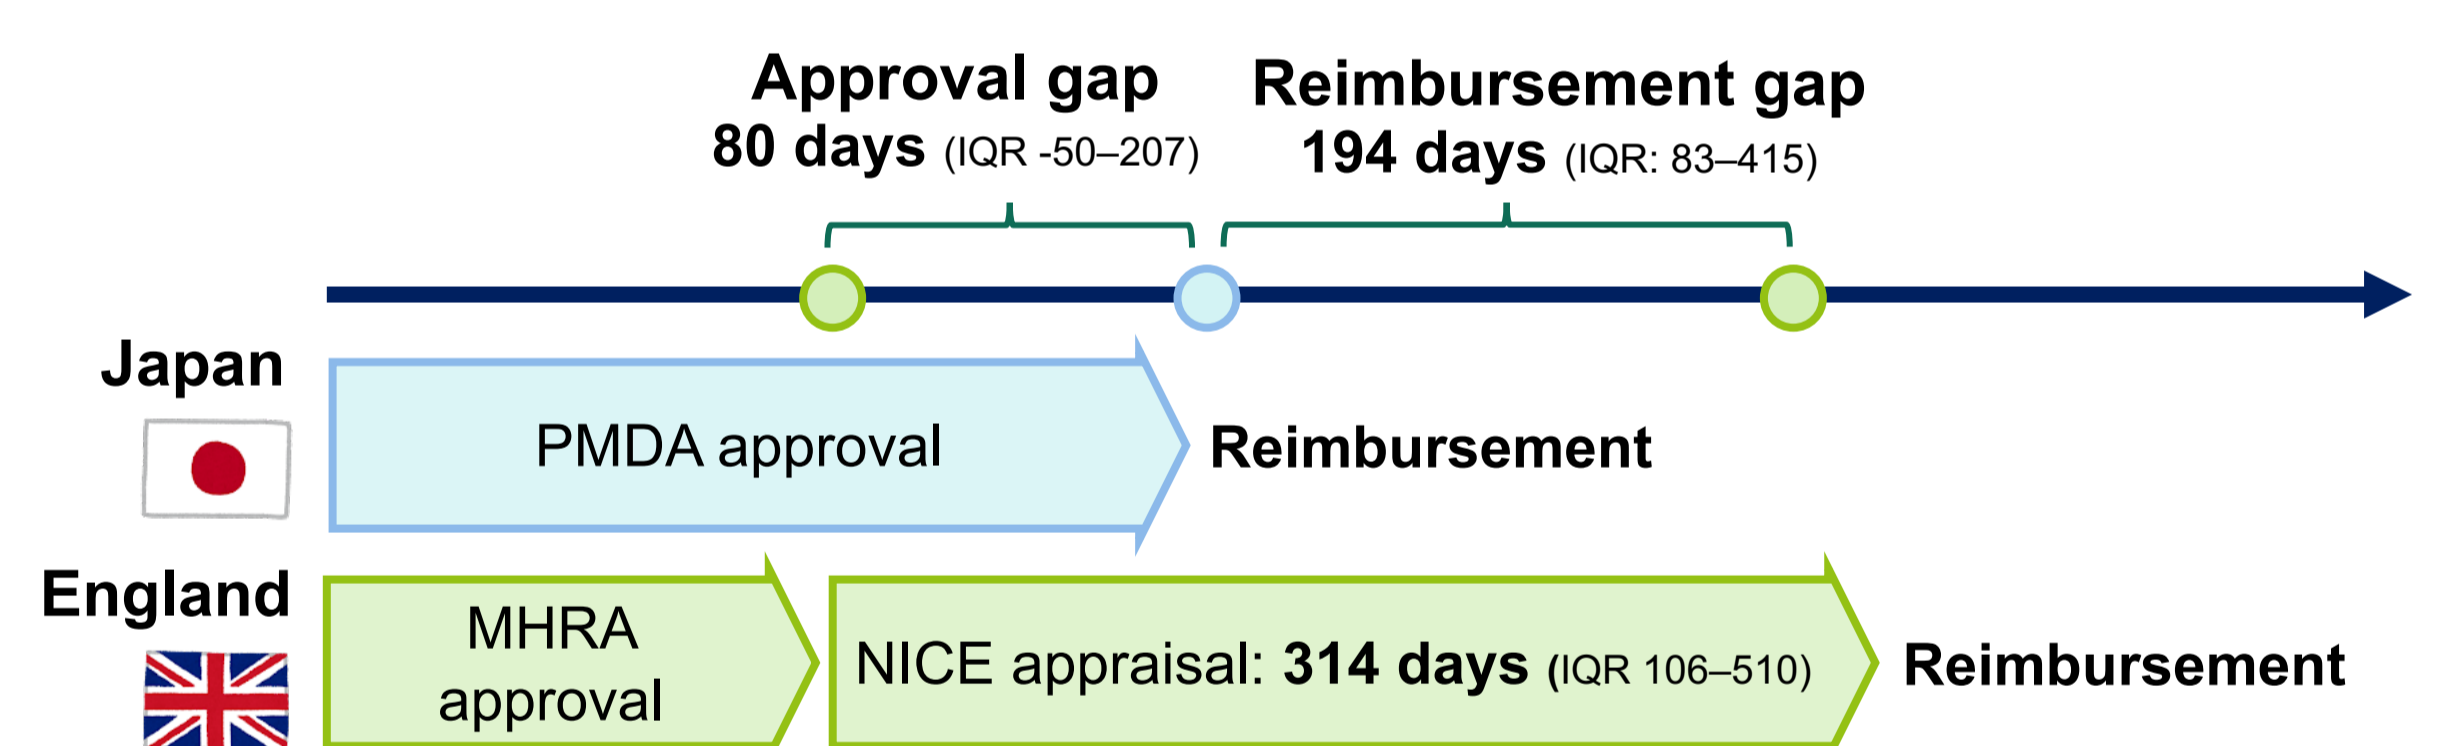 Approval gap
80 days (IQR -50–207)
Reimbursement gap
194 days (IQR: 83–415)
Japan
PMDA approval
Reimbursement
England
MHRA
approval
NICE appraisal: 314 days (IQR 106–510)
Reimbursement